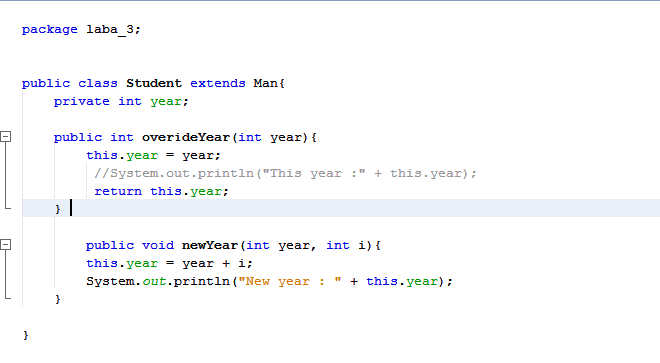 package laba_3;
public class Student extends Man{
private int year;
public int overideYear(int year){
this.year = year;
//System.out.println("This year :" + this.year);
return this.year;
}
public void newYear(int year, int i){
this.year = year + i;
System.out.println("New year : " + this.year);
}
}